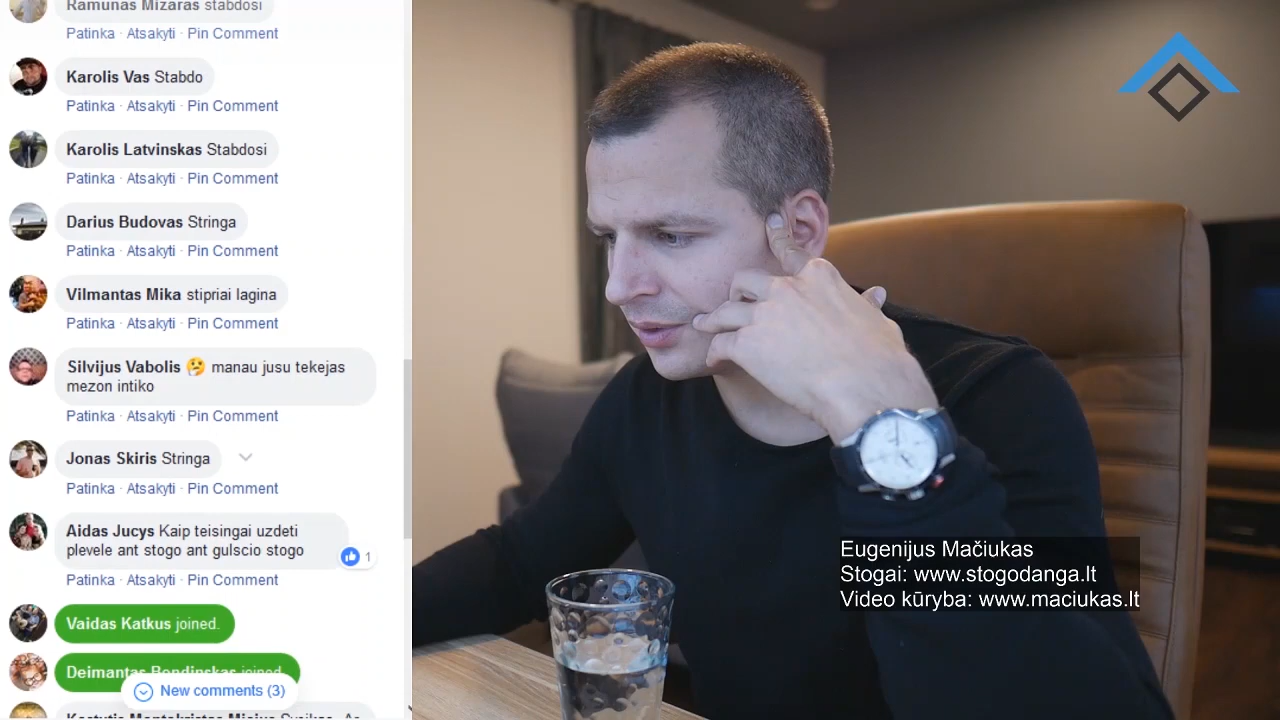 Ramunas Mizaras stabdosi
Patinka · Atsakyti · Pin Comment
Karolis Vas Stabdo
Patinka · Atsakyti · Pin Comment
Karolis Latvinskas Stabdosi
Patinka · Atsakyti · Pin Comment
Darius Budovas Stringa
Patinka · Atsakyti · Pin Comment
Vilmantas Mika stipriai lagina
Patinka · Atsakyti · Pin Comment
Silvijus Vabolis 🤔 manau jusu tekejas
mezon intiko
Patinka · Atsakyti · Pin Comment
Jonas Skiris Stringa
Patinka · Atsakyti · Pin Comment
Aidas Jucys Kaip teisingai uzdeti
plevele ant stogo ant gulscio stogo
1
Patinka · Atsakyti · Pin Comment
Vaidas Katkus joined.
Deimantas Bendinskas joined.
New comments (3)
Eugenijus Mačiukas
Stogai: www.stogodanga.lt
Video kūryba: www.maciukas.lt